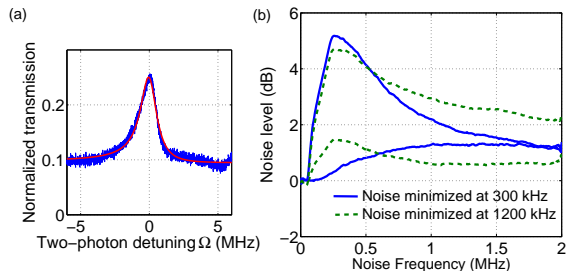 (a)
Normalized transmission
0.2
0.1
0
−5
0
5
Two−photon detuning Ω (MHz)
(b)
Noise level (dB)
6
4
2
0
−2
Noise minimized at 300 kHz
Noise minimized at 1200 kHz
0
0.5
1
1.5
2
Noise Frequency (MHz)